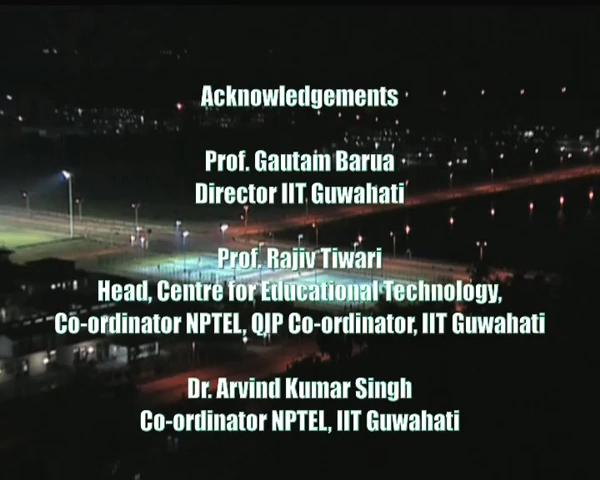 Acknowledgements
Prof. Gautam Barua
Director IIT Guwahati
Prof. Rajiv Tiwari
Head, Centre for Educational Technology,
Co-ordinator NPTEL, QIP Co-ordinator, IIT Guwahati
Dr. Arvind Kumar Singh
Co-ordinator NPTEL, IIT Guwahati